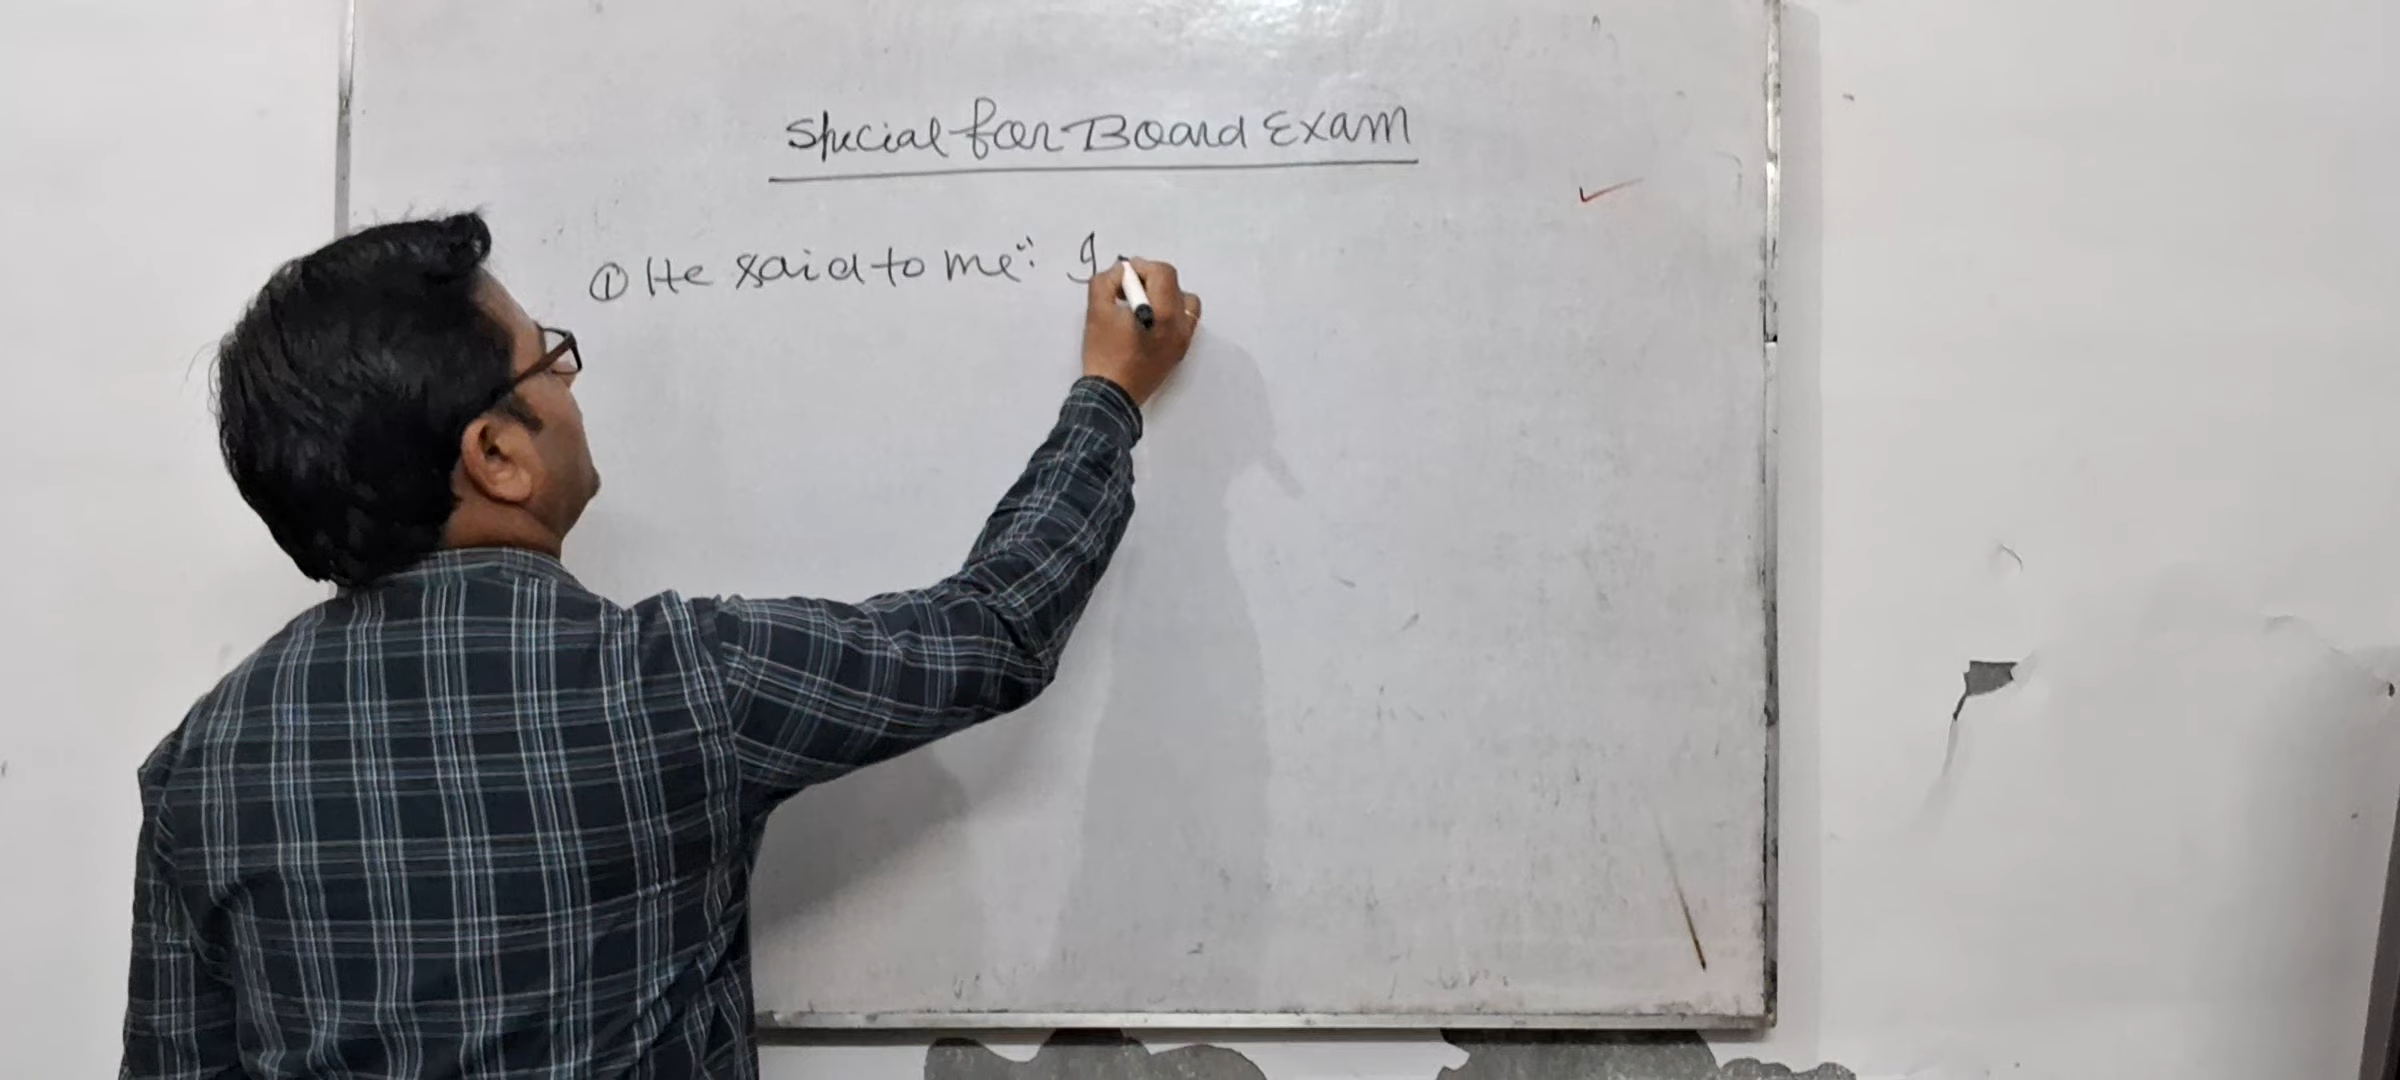 Special for Board Exam
① He said to me": I